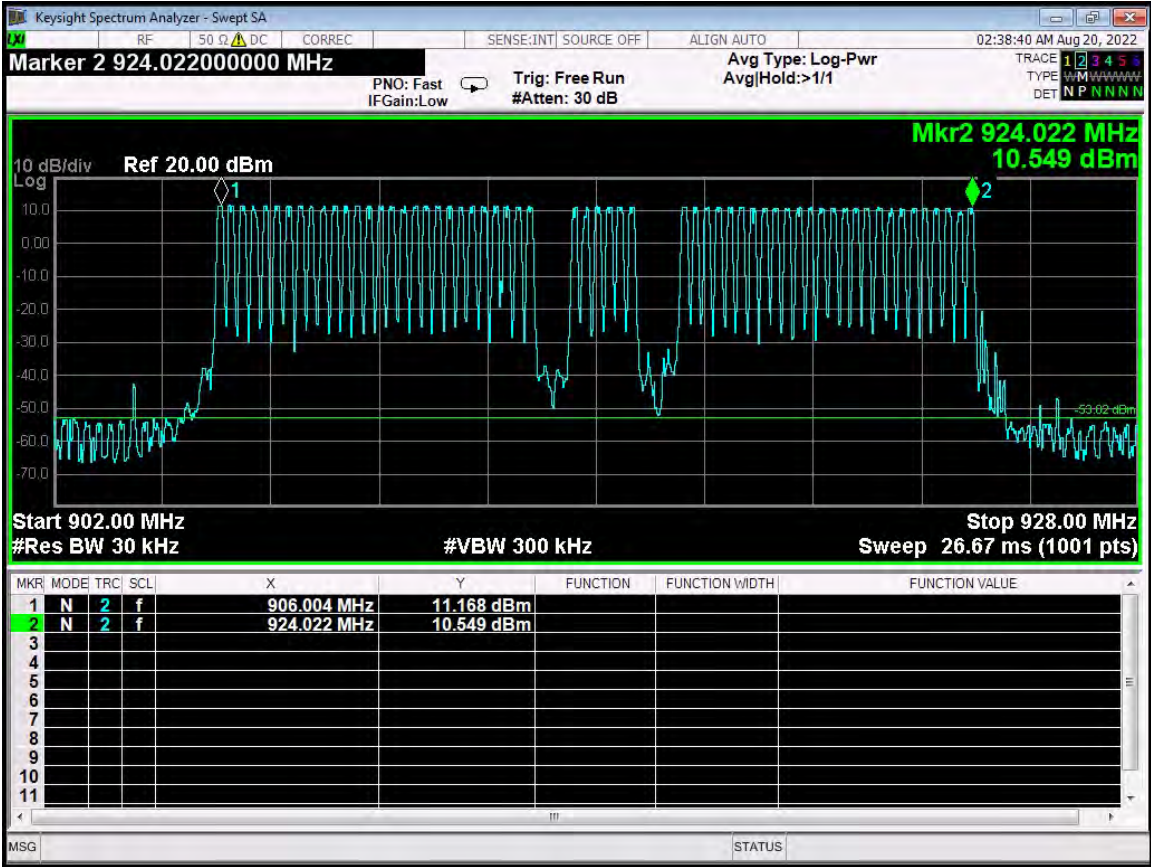 Keysight Spectrum Analyzer - Swept SA
LXI RF 50 Ω DC CORREC SENSE:INT SOURCE OFF ALIGN AUTO 02:38:40 AM Aug 20, 2022
Marker 2 924.022000000 MHz
PNO: Fast
IFGain:Low
Trig: Free Run
#Atten: 30 dB
Avg Type: Log-Pwr
Avg|Hold:>1/1
TRACE 1 2 3 4 5 6
TYPE W M W W W W
DET N P N N N N
Mkr2 924.022 MHz
10.549 dBm
10 dB/div Ref 20.00 dBm
Log
1
2
10.0
0.00
-10.0
-20.0
-30.0
-40.0
-50.0
-53.02 dBm
-60.0
-70.0
Start 902.00 MHz Stop 928.00 MHz
#Res BW 30 kHz #VBW 300 kHz Sweep 26.67 ms (1001 pts)
MKR MODE TRC SCL X Y FUNCTION FUNCTION WIDTH FUNCTION VALUE
1 N 2 f 906.004 MHz 11.168 dBm
2 N 2 f 924.022 MHz 10.549 dBm
3
4
5
6
7
8
9
10
11
MSG STATUS